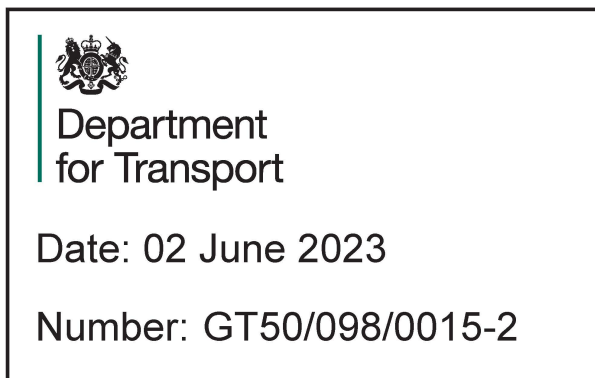 Department
for Transport
Date: 02 June 2023
Number: GT50/098/0015-2